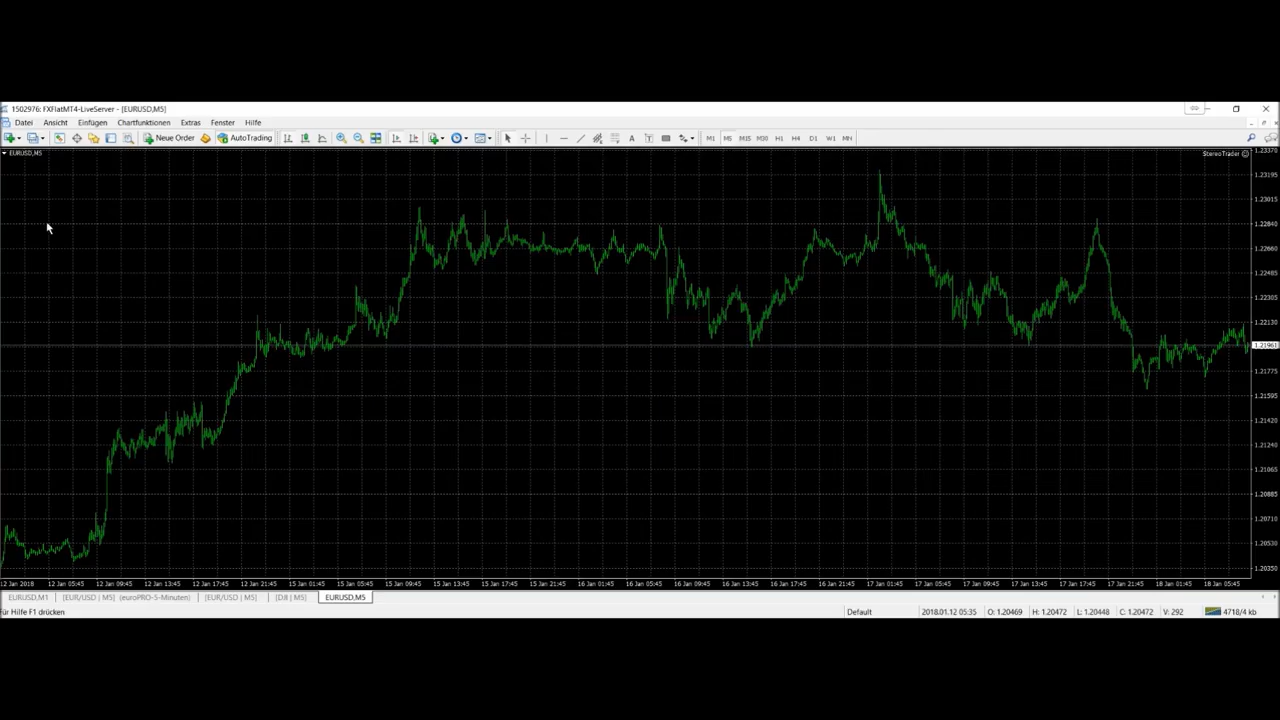 1502976: FXFlatMT4-LiveServer - [EURUSD,M5]
Datei Ansicht Einfügen Chartfunktionen Extras Fenster Hilfe
Neue Order AutoTrading A T M1 M5 M15 M30 H1 H4 D1 W1 MN
EURUSD,M5 StereoTrader
1.23370
1.23195
1.23015
1.22840
1.22660
1.22485
1.22305
1.22130
1.21961
1.21775
1.21595
1.21420
1.21240
1.21065
1.20885
1.20710
1.20530
1.20350
12 Jan 2018 12 Jan 05:45 12 Jan 09:45 12 Jan 13:45 12 Jan 17:45 12 Jan 21:45 15 Jan 01:45 15 Jan 05:45 15 Jan 09:45 15 Jan 13:45 15 Jan 17:45 15 Jan 21:45 16 Jan 01:45 16 Jan 05:45 16 Jan 09:45 16 Jan 13:45 16 Jan 17:45 16 Jan 21:45 17 Jan 01:45 17 Jan 05:45 17 Jan 09:45 17 Jan 13:45 17 Jan 17:45 17 Jan 21:45 18 Jan 01:45 18 Jan 05:45
EURUSD,M1 [EUR/USD | M5] (euroPRO-5-Minuten) [EUR/USD | M5] [DJI | M5] EURUSD,M5
Für Hilfe F1 drücken Default 2018.01.12 05:35 O: 1.20469 H: 1.20472 L: 1.20448 C: 1.20472 V: 292 4718/4 kb